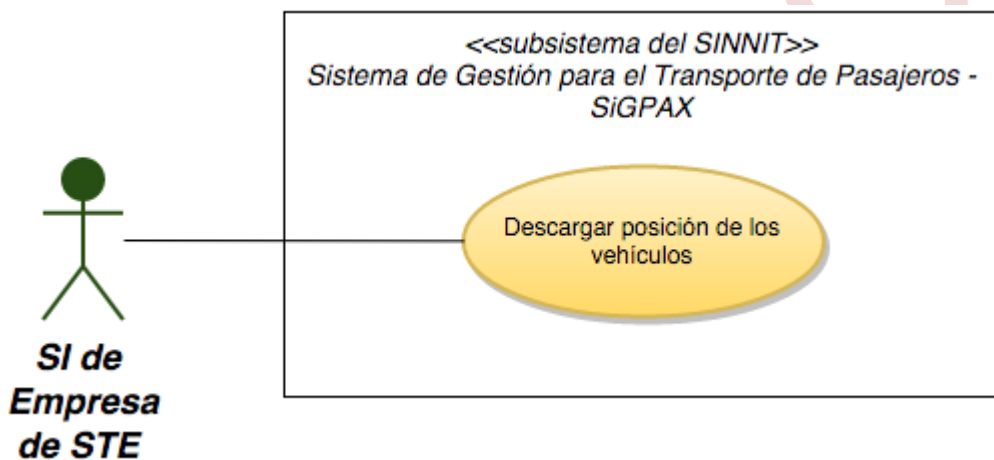 <<subsistema del SINNIT>>
Sistema de Gestión para el Transporte de Pasajeros -
SiGPAX
Descargar posición de los
vehículos
SI de
Empresa
de STE